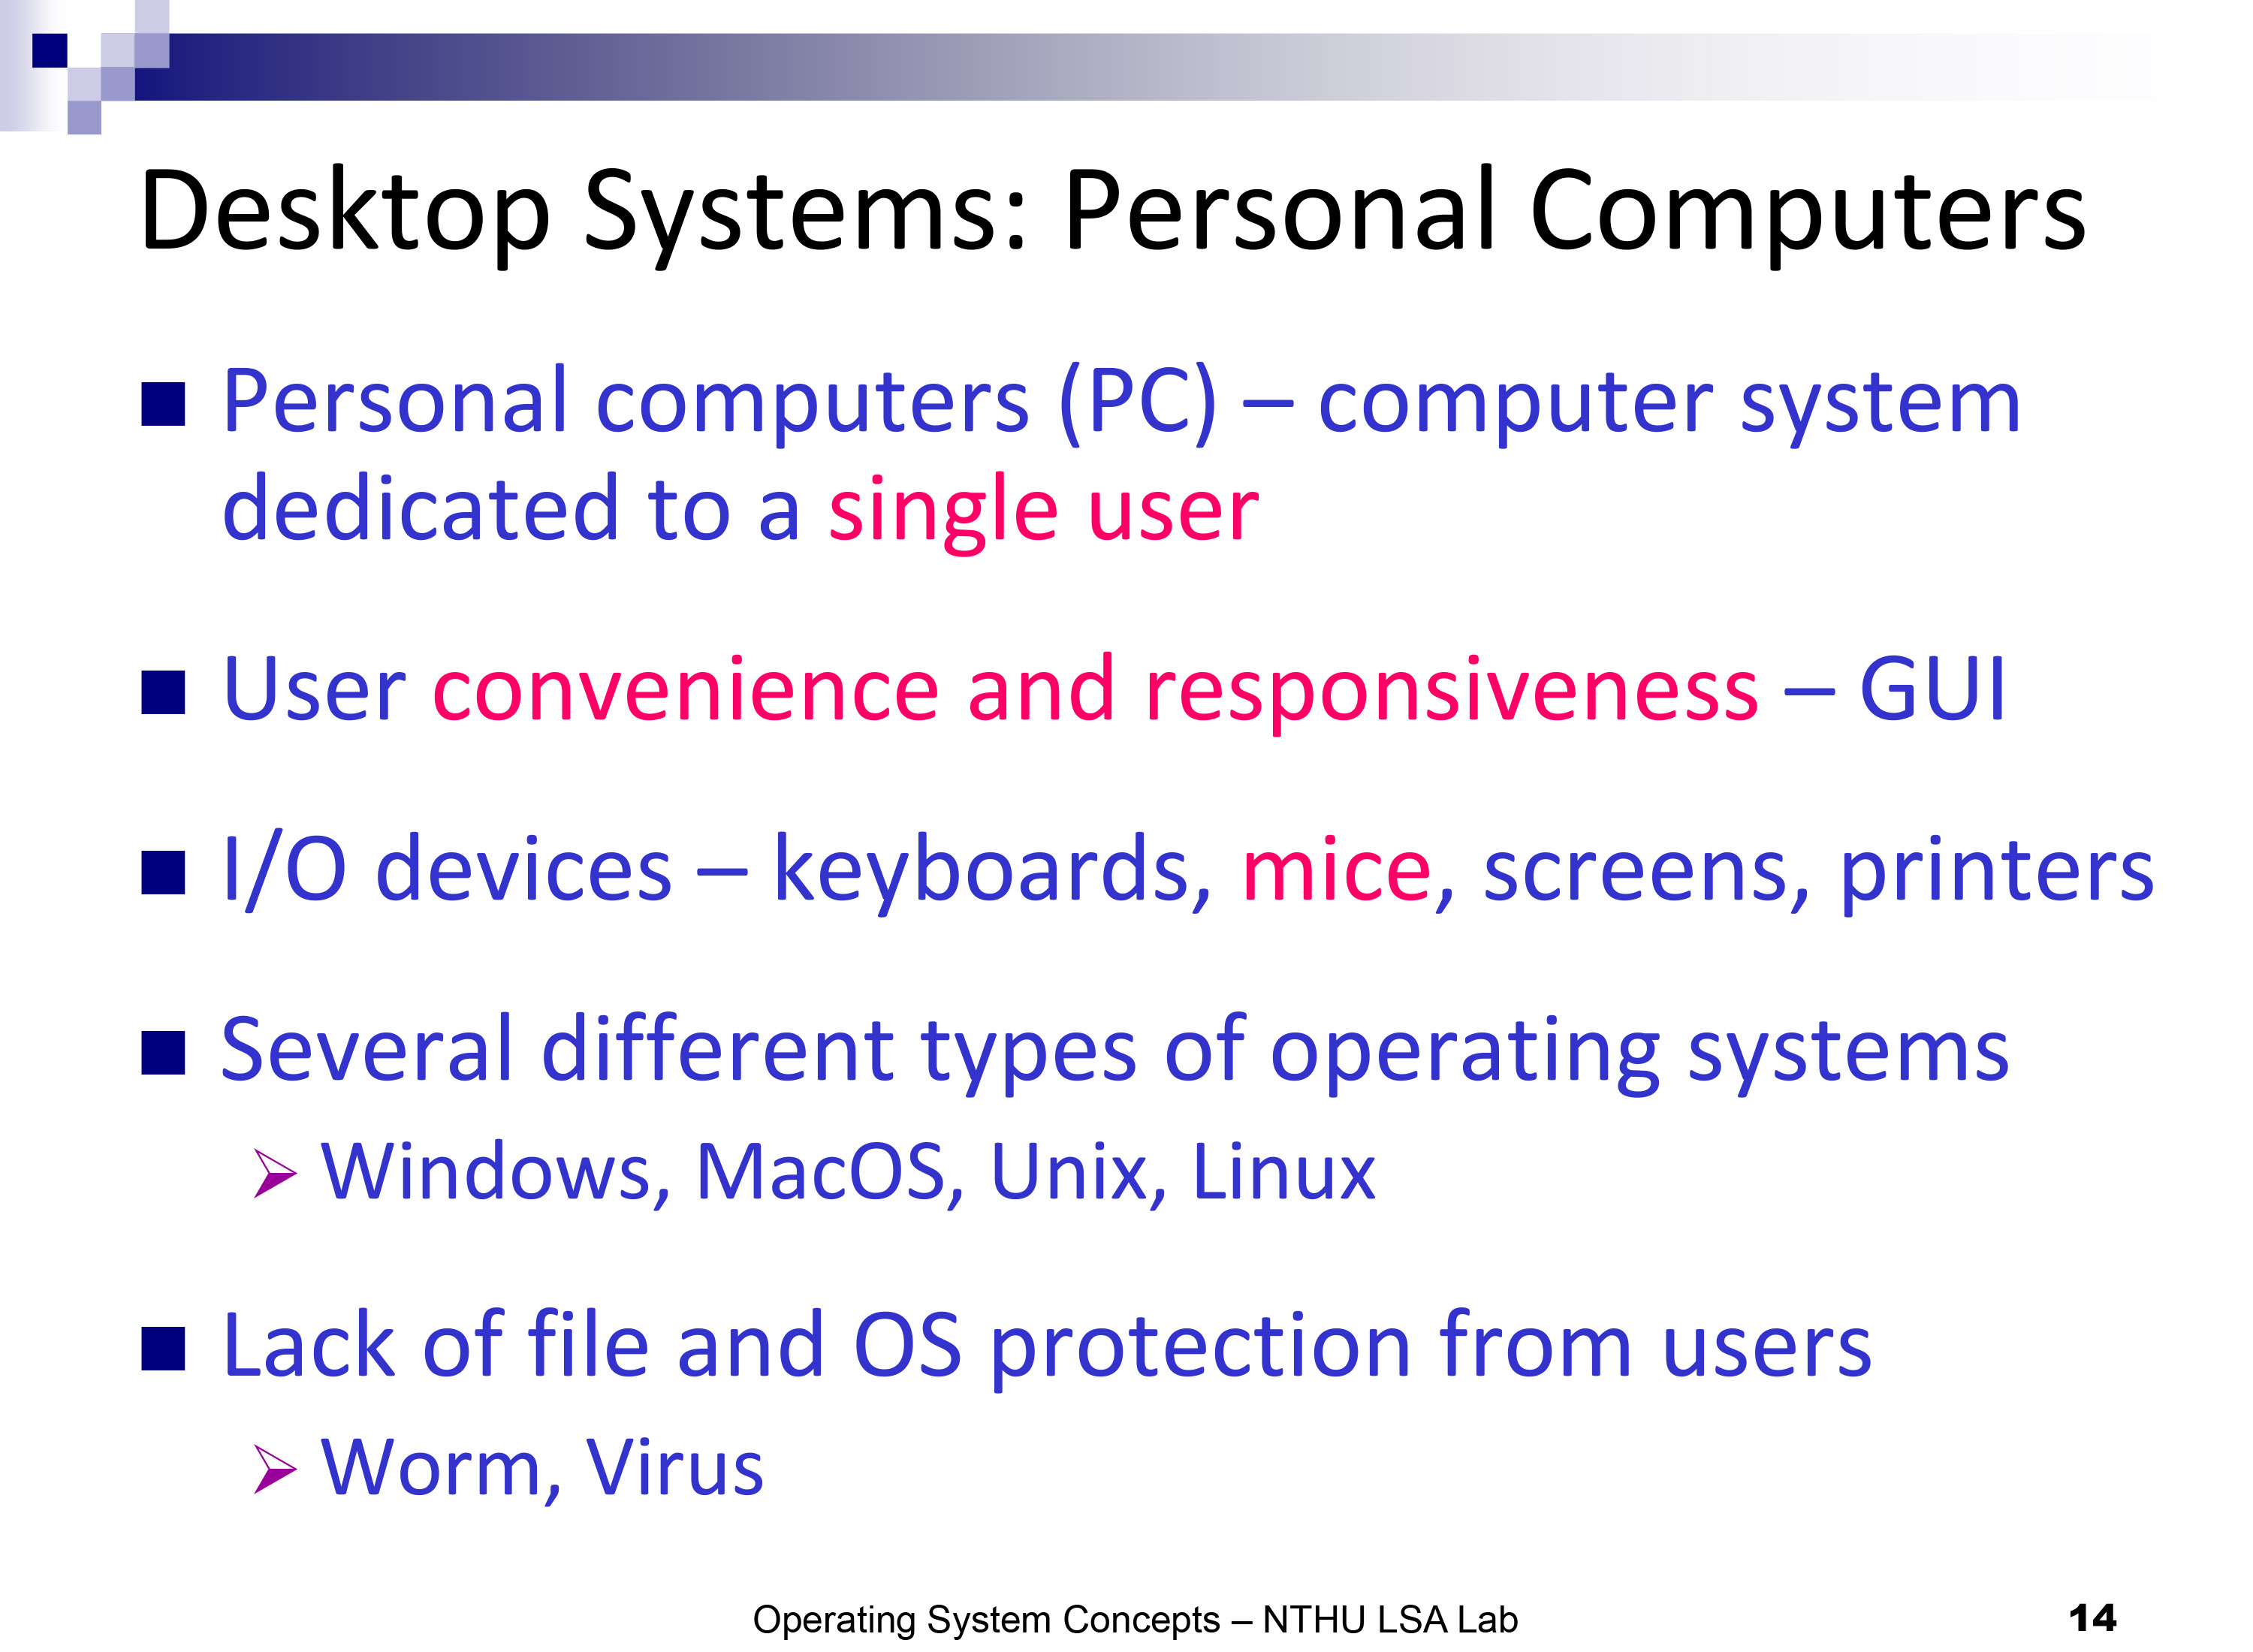 Desktop Systems: Personal Computers
Personal computers (PC) – computer system
dedicated to a single user
User convenience and responsiveness – GUI
I/O devices – keyboards, mice, screens, printers
Several different types of operating systems
Windows, MacOS, Unix, Linux
Lack of file and OS protection from users
Worm, Virus
Operating System Concepts – NTHU LSA Lab
14